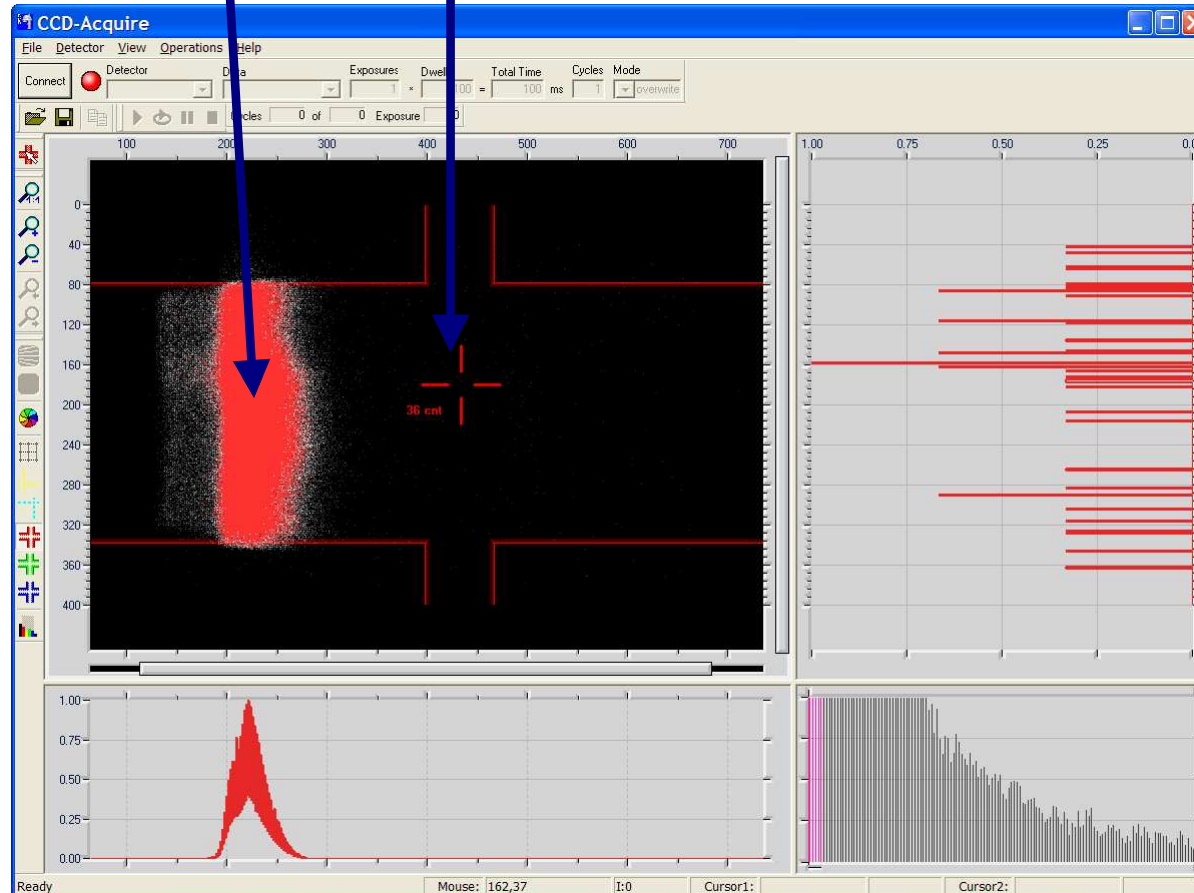 CCD-Acquire
File Detector View Operations Help
Connect Detector Exposures Dwell Total Time Cycles Mode
1 × 100 = 100 ms 1 overwrite
0 of 0 Exposure
100 200 300 400 500 600 700
1.00 0.75 0.50 0.25
0
40
80
120
160
200
240
280
320
360
400
36 cnt
1.00
0.75
0.50
0.25
0.00
Ready Mouse: 162,37 I:0 Cursor1: Cursor2: